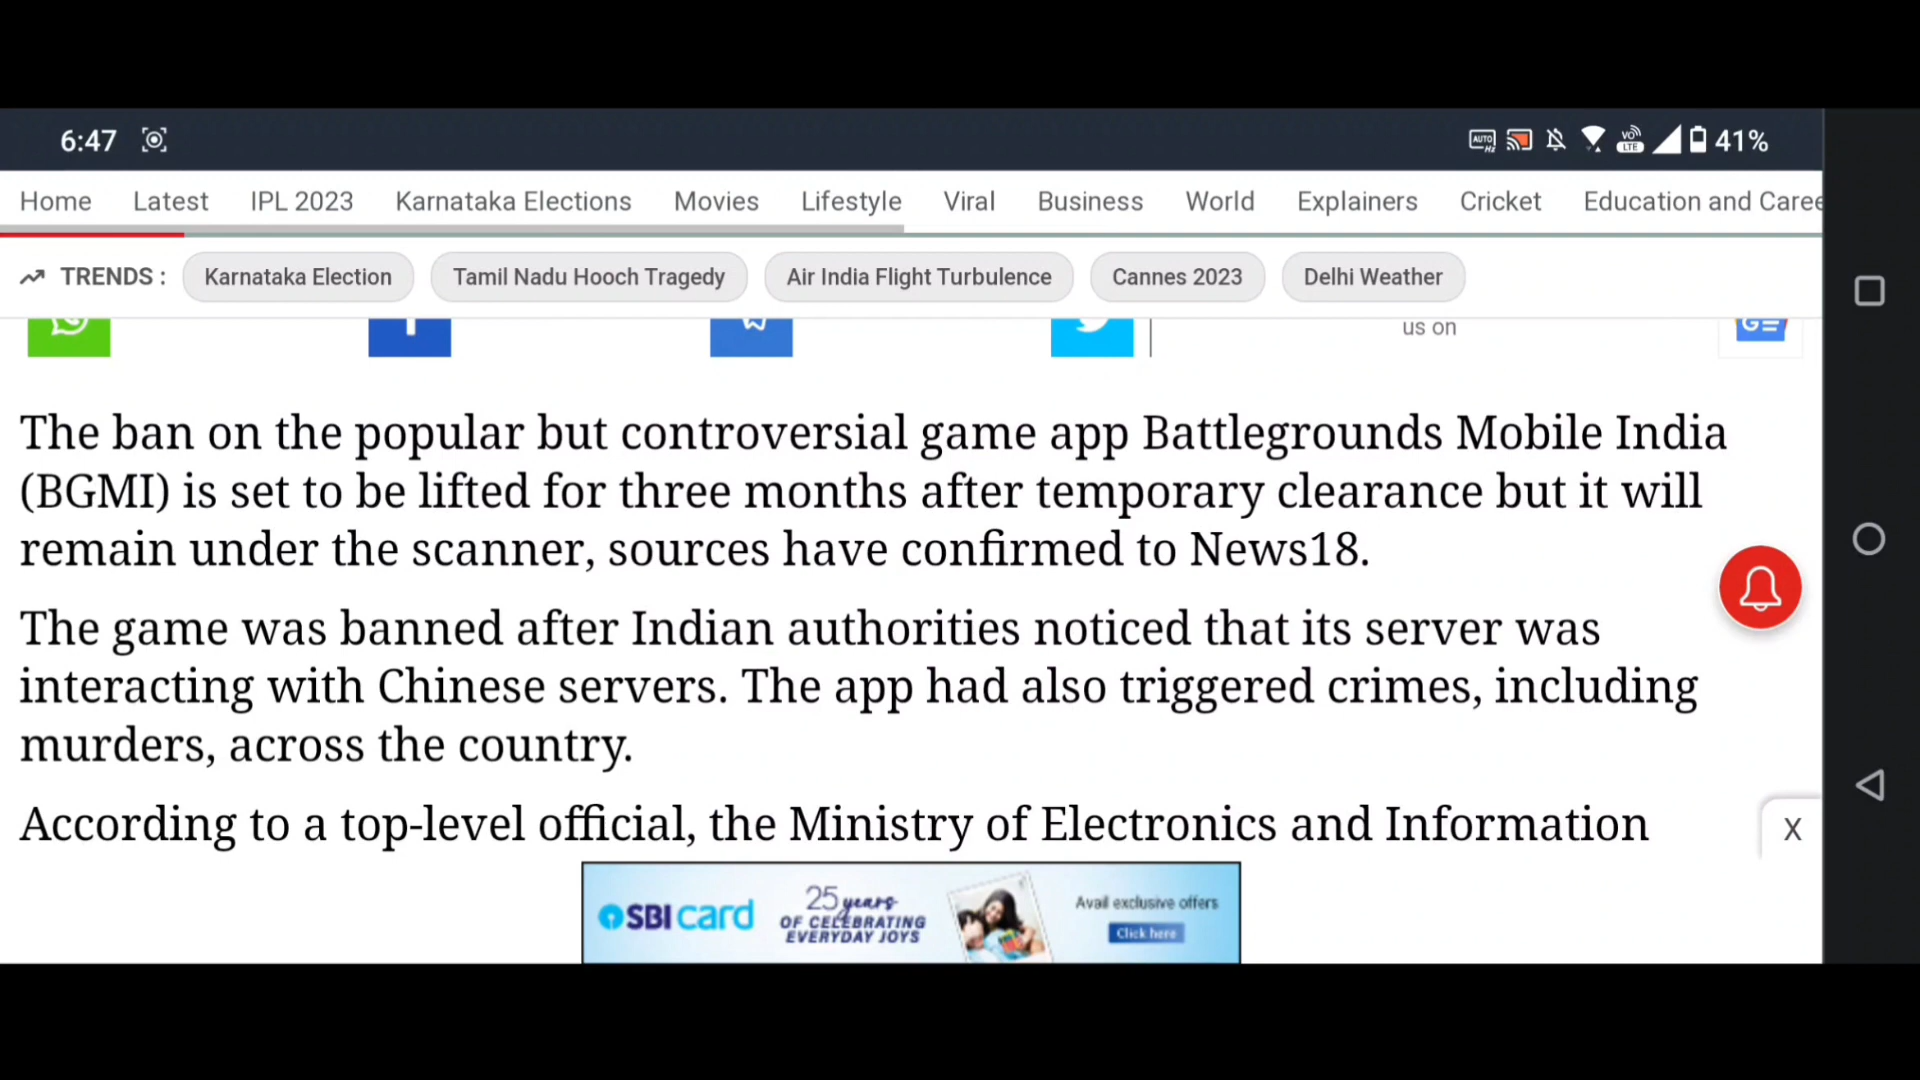 6:47
AUTO Hz VO LTE 41%
Home Latest IPL 2023 Karnataka Elections Movies Lifestyle Viral Business World Explainers Cricket Education and Caree
TRENDS : Karnataka Election Tamil Nadu Hooch Tragedy Air India Flight Turbulence Cannes 2023 Delhi Weather
us on
The ban on the popular but controversial game app Battlegrounds Mobile India
(BGMI) is set to be lifted for three months after temporary clearance but it will
remain under the scanner, sources have confirmed to News18.
The game was banned after Indian authorities noticed that its server was
interacting with Chinese servers. The app had also triggered crimes, including
murders, across the country.
According to a top-level official, the Ministry of Electronics and Information
X
SBI card
25 years
OF CELEBRATING
EVERYDAY JOYS
Avail exclusive offers
Click here